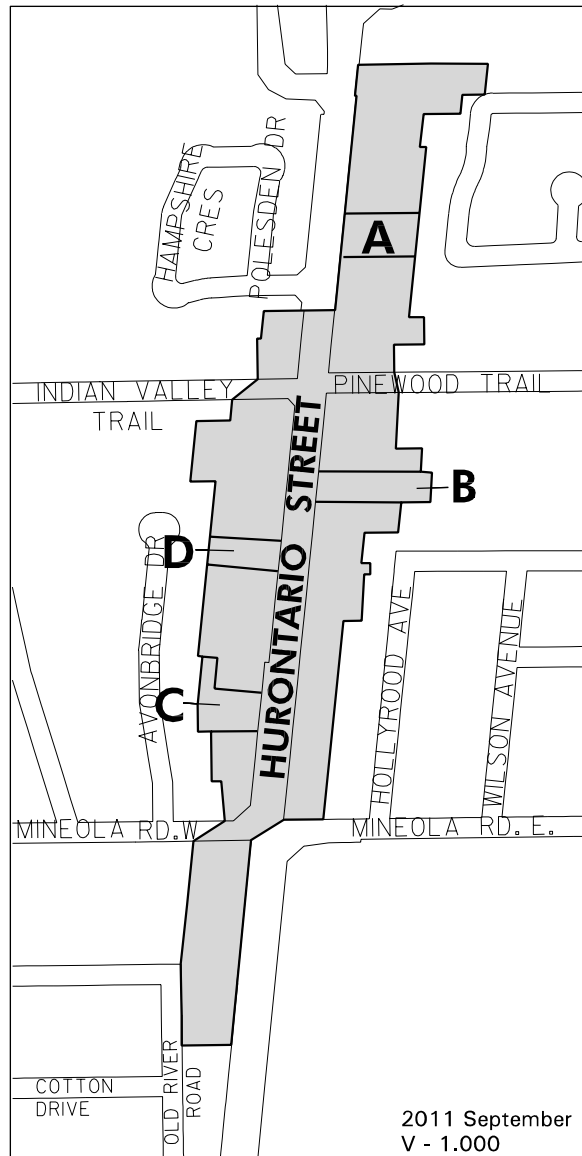 HAMPSHIRE
CRES
POLESDEN DR
A
INDIAN VALLEY
TRAIL
PINEWOOD TRAIL
HURONTARIO STREET
B
D
AVONBRIDGE DR
C
HOLLYROOD AVE
WILSON AVENUE
MINEOLA RD. W
MINEOLA RD. E.
OLD RIVER
ROAD
COTTON
DRIVE
2011 September
V - 1.000